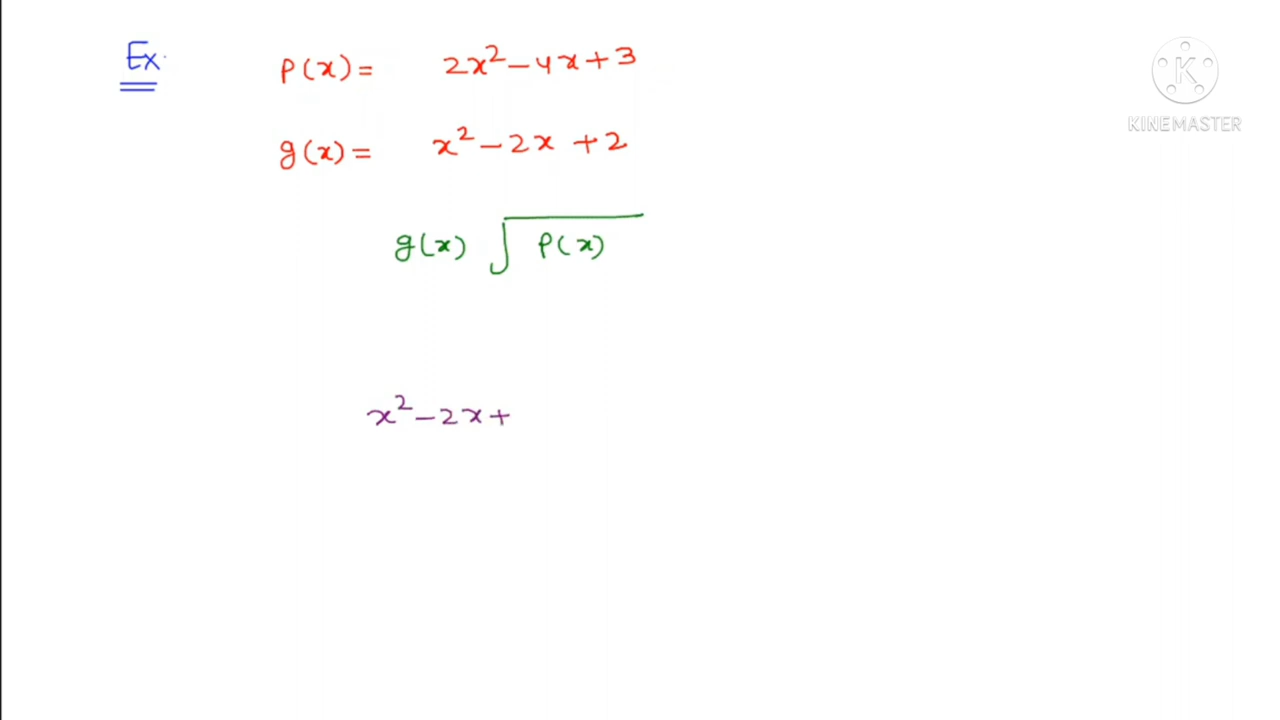 Ex.
P(x) = 2x² - 4x + 3
KINEMASTER
g(x) = x² - 2x + 2
g(x) √ P(x)
x² - 2x +